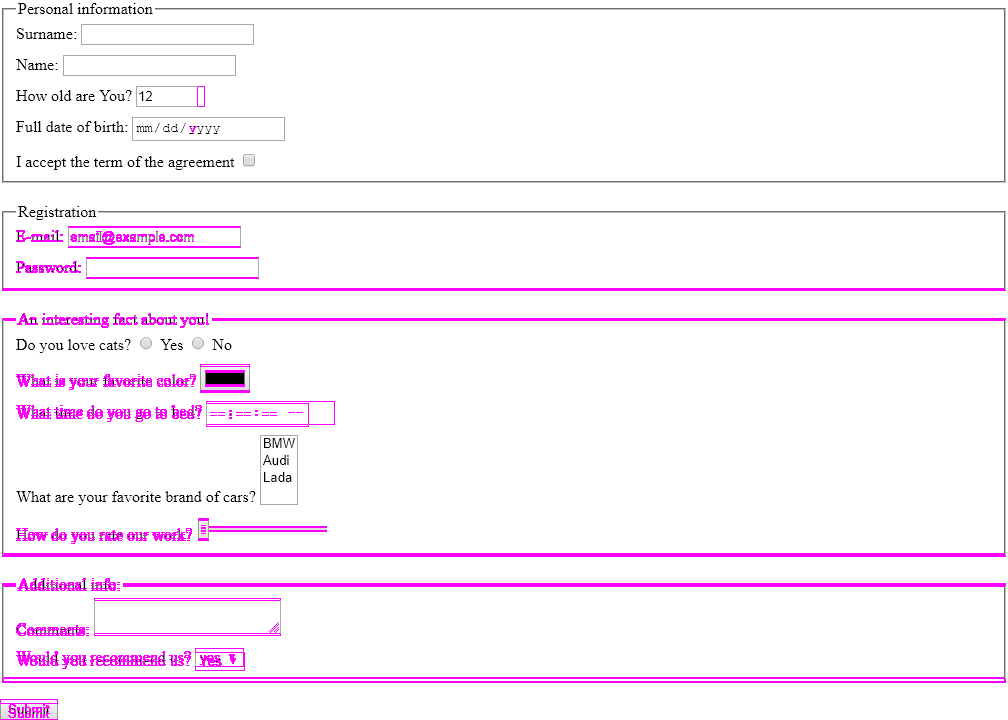 Personal information
Surname:
Name:
How old are You? 12
Full date of birth: mm/dd/yyyy
I accept the term of the agreement
Registration
E-mail: email@example.com
Password:
An interesting fact about you!
Do you love cats? Yes No
What is your favorite color?
What time do you go to bed? --:--:-- --
BMW
Audi
Lada
What are your favorite brand of cars?
How do you rate our work?
Additional info:
Comments:
Would you recommend us? yes
Submit